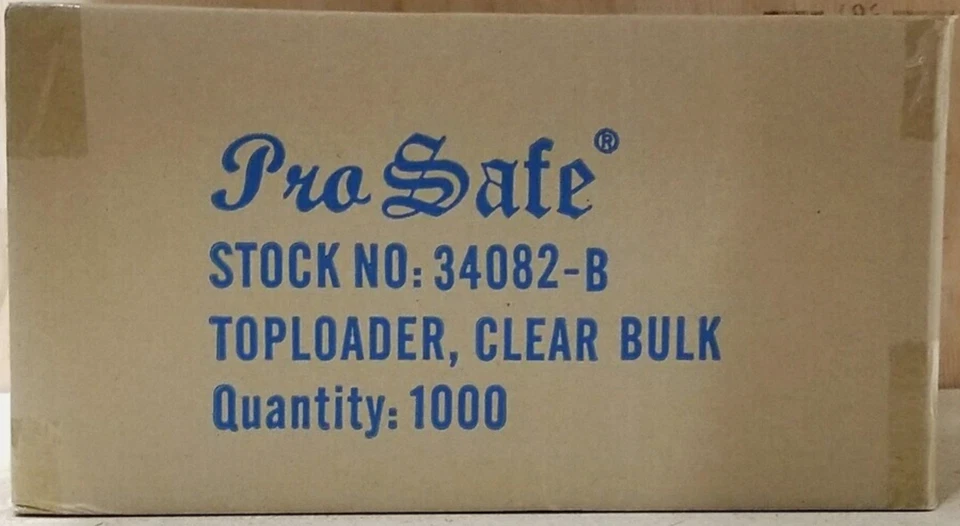 Pro Safe®
STOCK NO: 34082-B
TOPLOADER, CLEAR BULK
Quantity: 1000